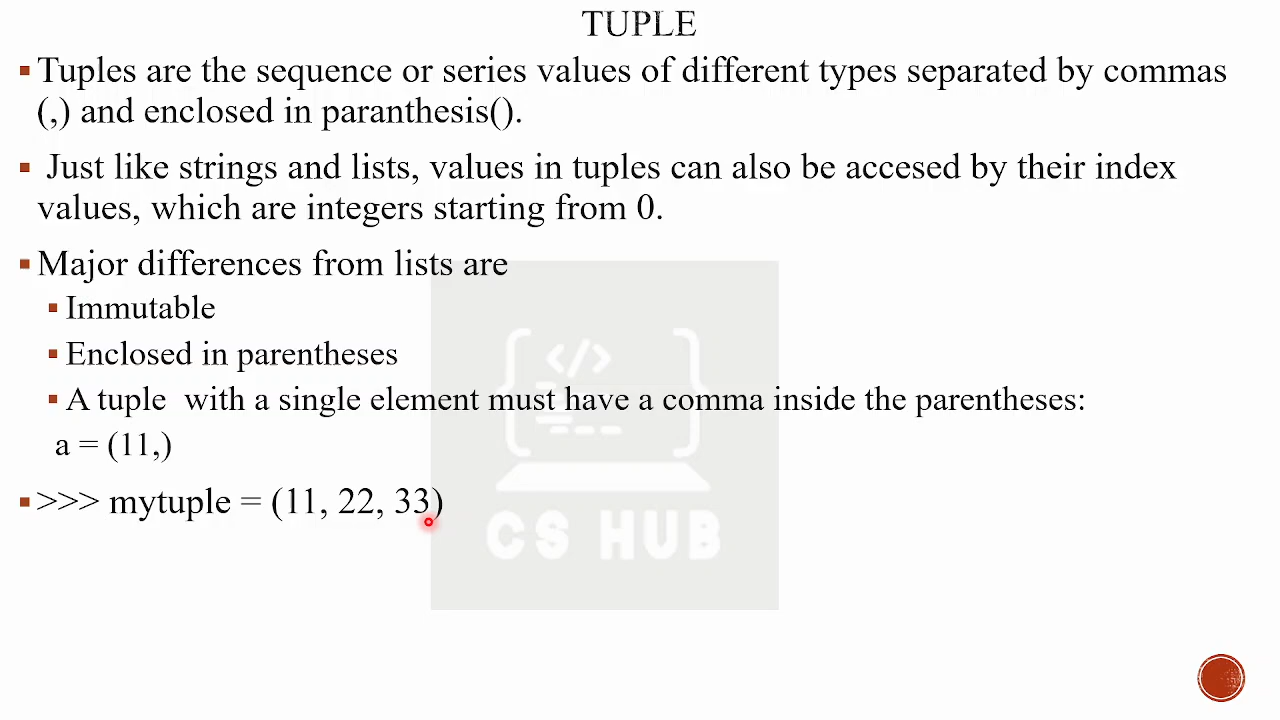 TUPLE
Tuples are the sequence or series values of different types separated by commas
(,) and enclosed in paranthesis().
Just like strings and lists, values in tuples can also be accesed by their index
values, which are integers starting from 0.
Major differences from lists are
Immutable
Enclosed in parentheses
A tuple with a single element must have a comma inside the parentheses:
a = (11,)
>>> mytuple = (11, 22, 33)
{</>}
CS HUB